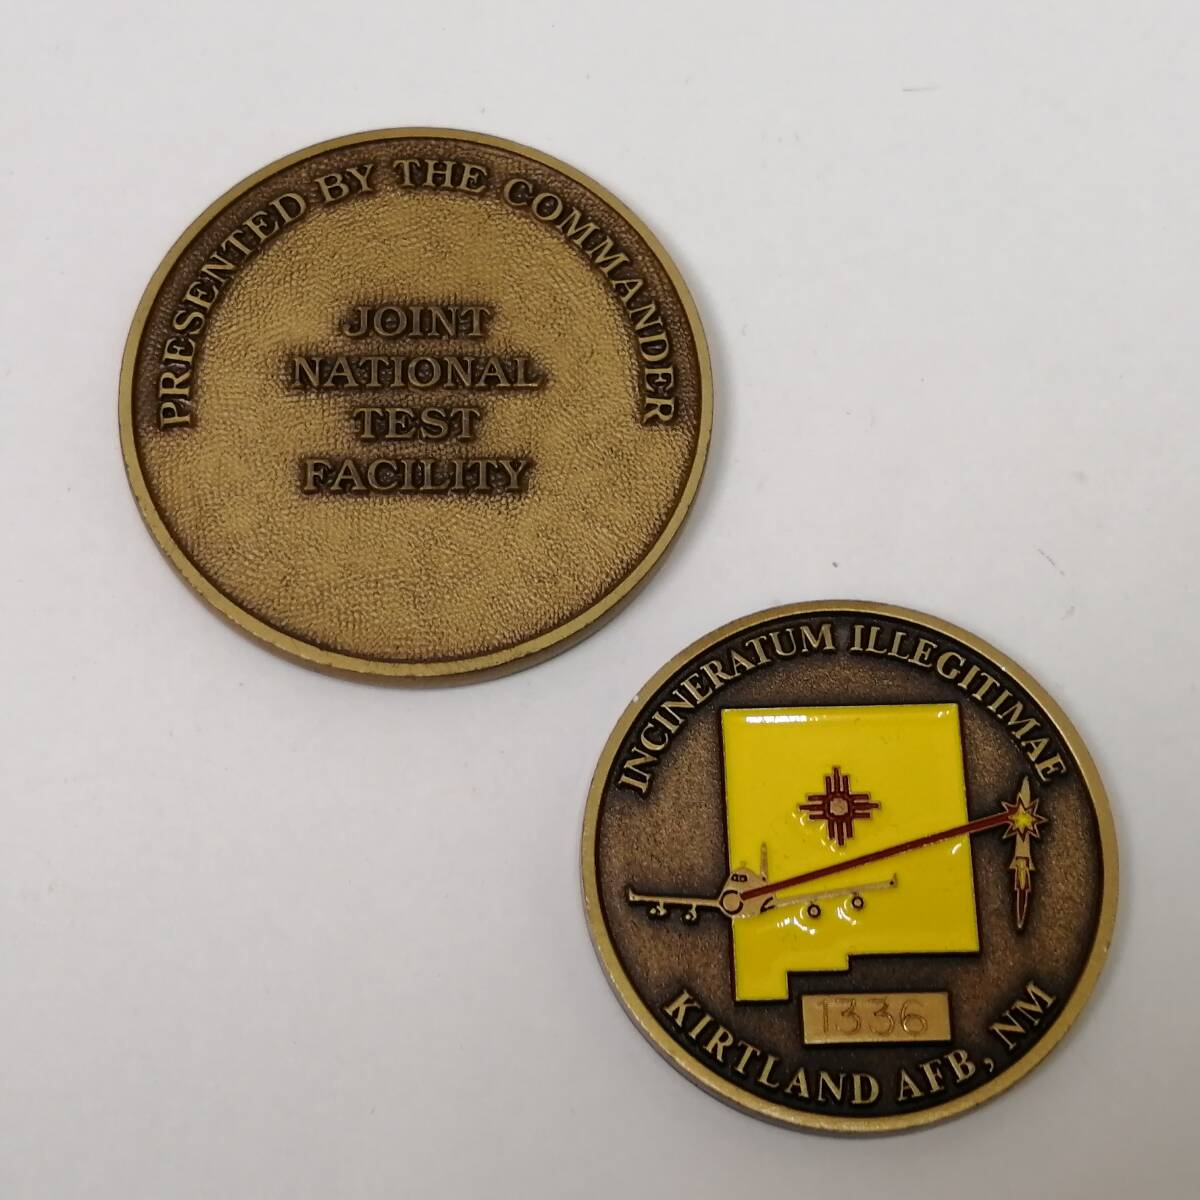 PRESENTED BY THE COMMANDER
JOINT
NATIONAL
TEST
FACILITY
INCINERATUM ILLEGITIMAE
1336
KIRTLAND AFB, NM